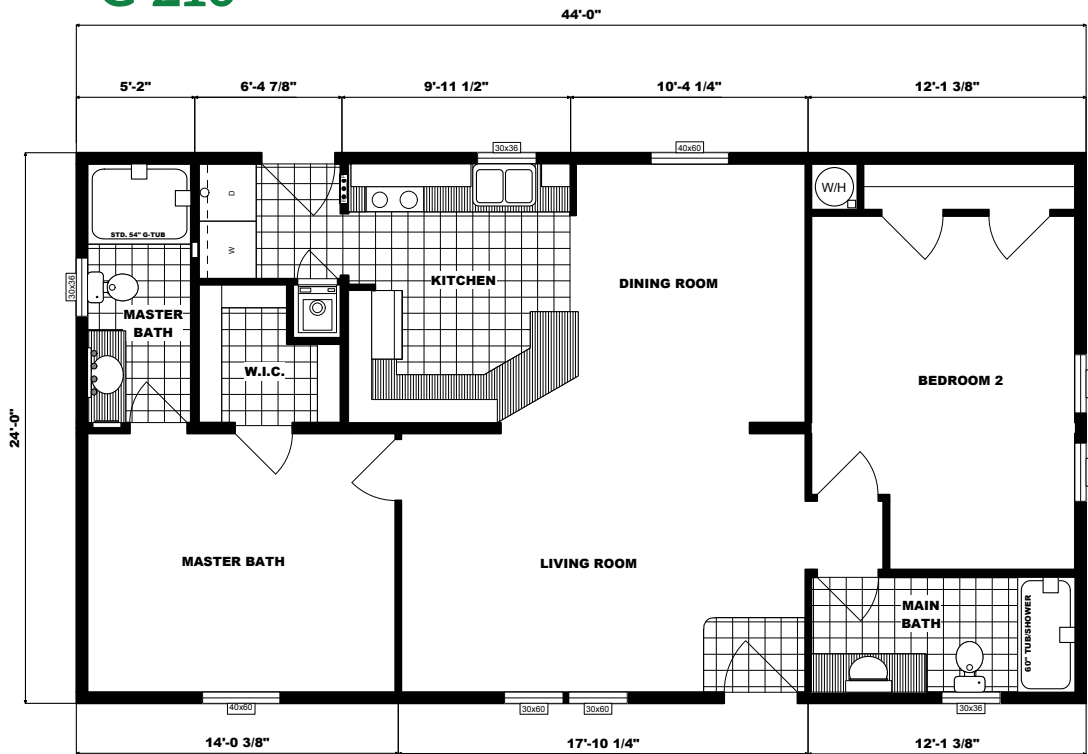 44'-0"
5'-2"
6'-4 7/8"
9'-11 1/2"
10'-4 1/4"
12'-1 3/8"
30x36
40x60
D
W/H
STD. 54" G-TUB
W
30x36
KITCHEN
DINING ROOM
MASTER
BATH
W.I.C.
BEDROOM 2
24'-0"
MASTER BATH
LIVING ROOM
MAIN
BATH
60" TUB/SHOWER
40x60
30x60
30x60
30x36
14'-0 3/8"
17'-10 1/4"
12'-1 3/8"